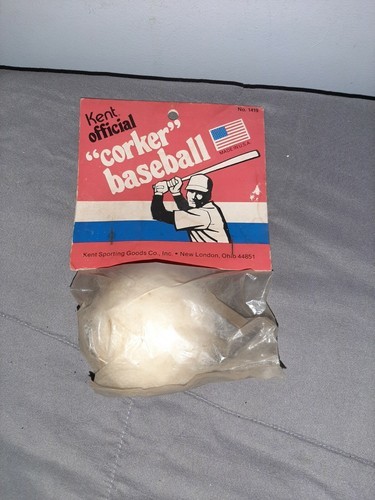 No. 1419
Kent
official
"corker"
baseball
MADE IN U.S.A.
Kent Sporting Goods Co., Inc. • New London, Ohio 44851